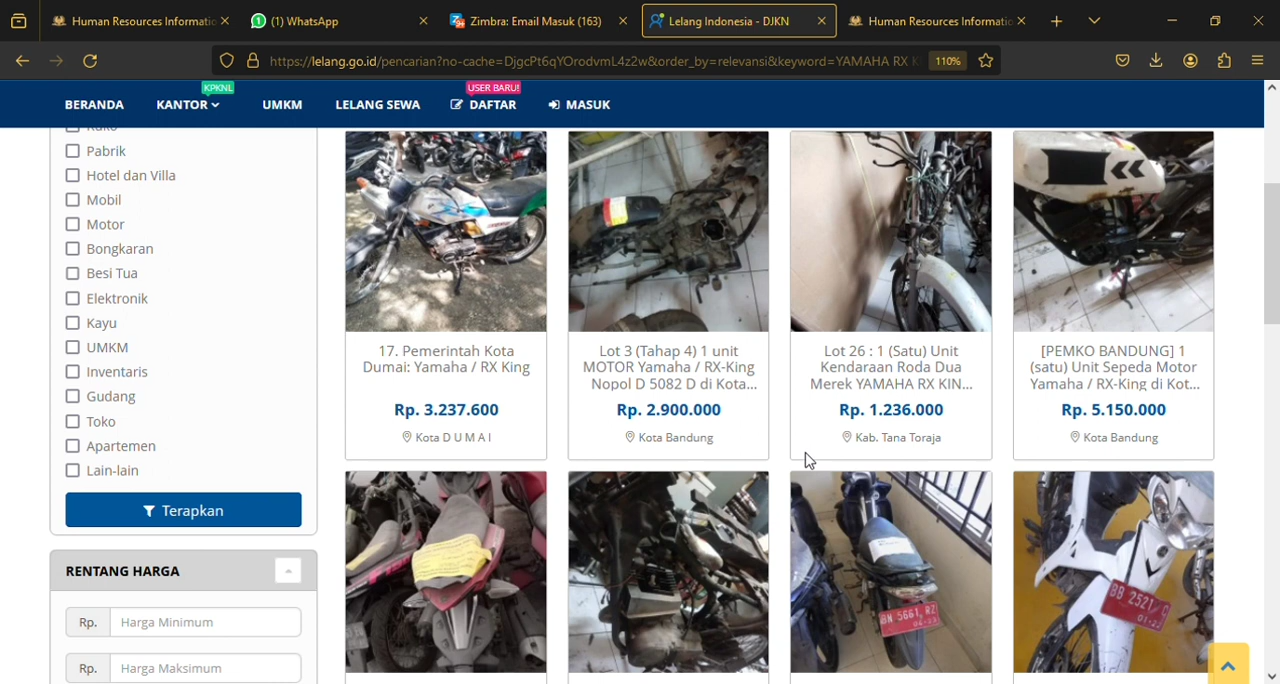 Human Resources Informatio
(1) WhatsApp
Zimbra: Email Masuk (163)
Lelang Indonesia - DJKN
Human Resources Informatio
https://lelang.go.id/pencarian?no-cache=DjgcPt6qYOrodvmL4z2w&order_by=relevansi&keyword=YAMAHA RX K
110%
KPKNL
USER BARU!
BERANDA
KANTOR
UMKM
LELANG SEWA
DAFTAR
MASUK
Ruko
Pabrik
Hotel dan Villa
Mobil
Motor
Bongkaran
Besi Tua
Elektronik
Kayu
UMKM
Inventaris
Gudang
Toko
Apartemen
Lain-lain
Terapkan
RENTANG HARGA
Rp. Harga Minimum
Rp. Harga Maksimum
17. Pemerintah Kota
Dumai: Yamaha / RX King
Rp. 3.237.600
Kota D U M A I
Lot 3 (Tahap 4) 1 unit
MOTOR Yamaha / RX-King
Nopol D 5082 D di Kota...
Rp. 2.900.000
Kota Bandung
Lot 26 : 1 (Satu) Unit
Kendaraan Roda Dua
Merek YAMAHA RX KIN...
Rp. 1.236.000
Kab. Tana Toraja
[PEMKO BANDUNG] 1
(satu) Unit Sepeda Motor
Yamaha / RX-King di Kot...
Rp. 5.150.000
Kota Bandung
BN 5661 RZ
BB 2521